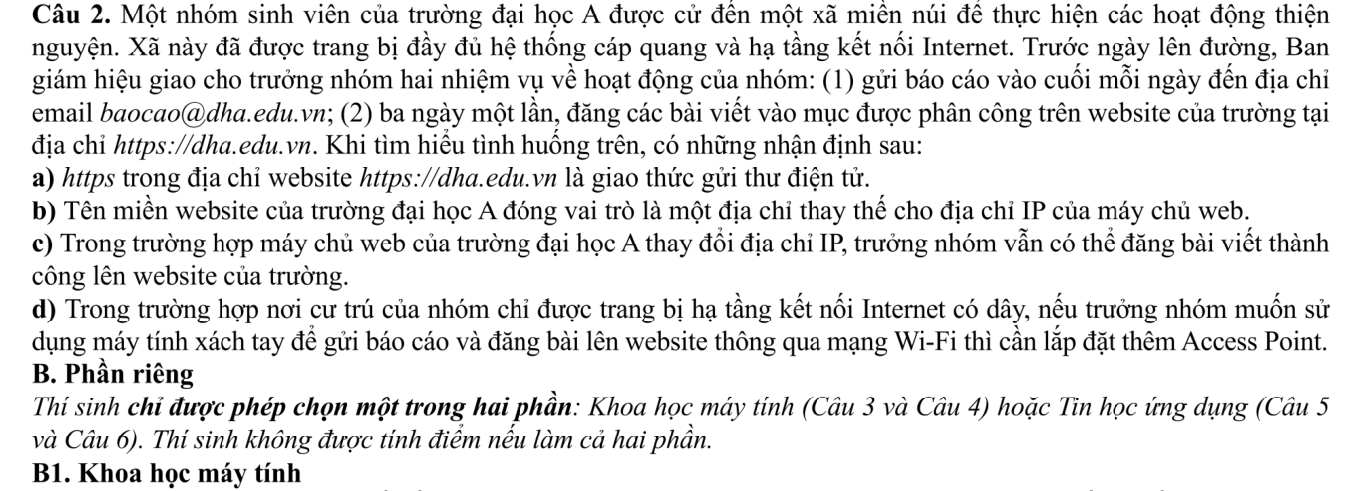 Câu 2. Một nhóm sinh viên của trường đại học A được cử đến một xã miền núi để thực hiện các hoạt động thiện
nguyện. Xã này đã được trang bị đầy đủ hệ thống cáp quang và hạ tầng kết nối Internet. Trước ngày lên đường, Ban
giám hiệu giao cho trưởng nhóm hai nhiệm vụ về hoạt động của nhóm: (1) gửi báo cáo vào cuối mỗi ngày đến địa chỉ
email baocao@dha.edu.vn; (2) ba ngày một lần, đăng các bài viết vào mục được phân công trên website của trường tại
địa chỉ https://dha.edu.vn. Khi tìm hiểu tình huống trên, có những nhận định sau:
a) https trong địa chỉ website https://dha.edu.vn là giao thức gửi thư điện tử.
b) Tên miền website của trường đại học A đóng vai trò là một địa chỉ thay thế cho địa chỉ IP của máy chủ web.
c) Trong trường hợp máy chủ web của trường đại học A thay đổi địa chỉ IP, trưởng nhóm vẫn có thể đăng bài viết thành
công lên website của trường.
d) Trong trường hợp nơi cư trú của nhóm chỉ được trang bị hạ tầng kết nối Internet có dây, nếu trưởng nhóm muốn sử
dụng máy tính xách tay để gửi báo cáo và đăng bài lên website thông qua mạng Wi-Fi thì cần lắp đặt thêm Access Point.
B. Phần riêng
Thí sinh chỉ được phép chọn một trong hai phần: Khoa học máy tính (Câu 3 và Câu 4) hoặc Tin học ứng dụng (Câu 5
và Câu 6). Thí sinh không được tính điểm nếu làm cả hai phần.
B1. Khoa học máy tính